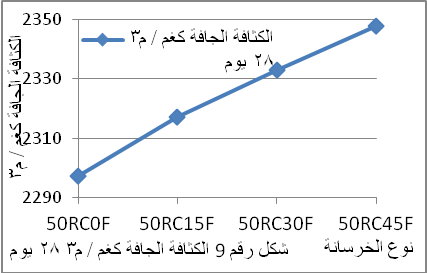 2350
2330
2310
2290
الكثافة الجافة كغم / م٣
الكثافة الجافة كغم / م٣
٢٨ يوم
50RC0F 50RC15F 50RC30F 50RC45F
نوع الخرسانة
شكل رقم 9 الكثافة الجافة كغم / م٣ ٢٨ يوم